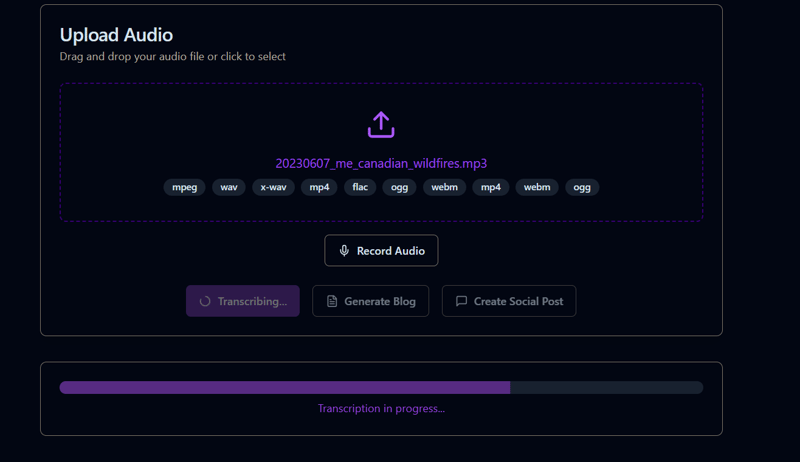 Upload Audio
Drag and drop your audio file or click to select
20230607_me_canadian_wildfires.mp3
mpeg wav x-wav mp4 flac ogg webm mp4 webm ogg
Record Audio
Transcribing... Generate Blog Create Social Post
Transcription in progress...